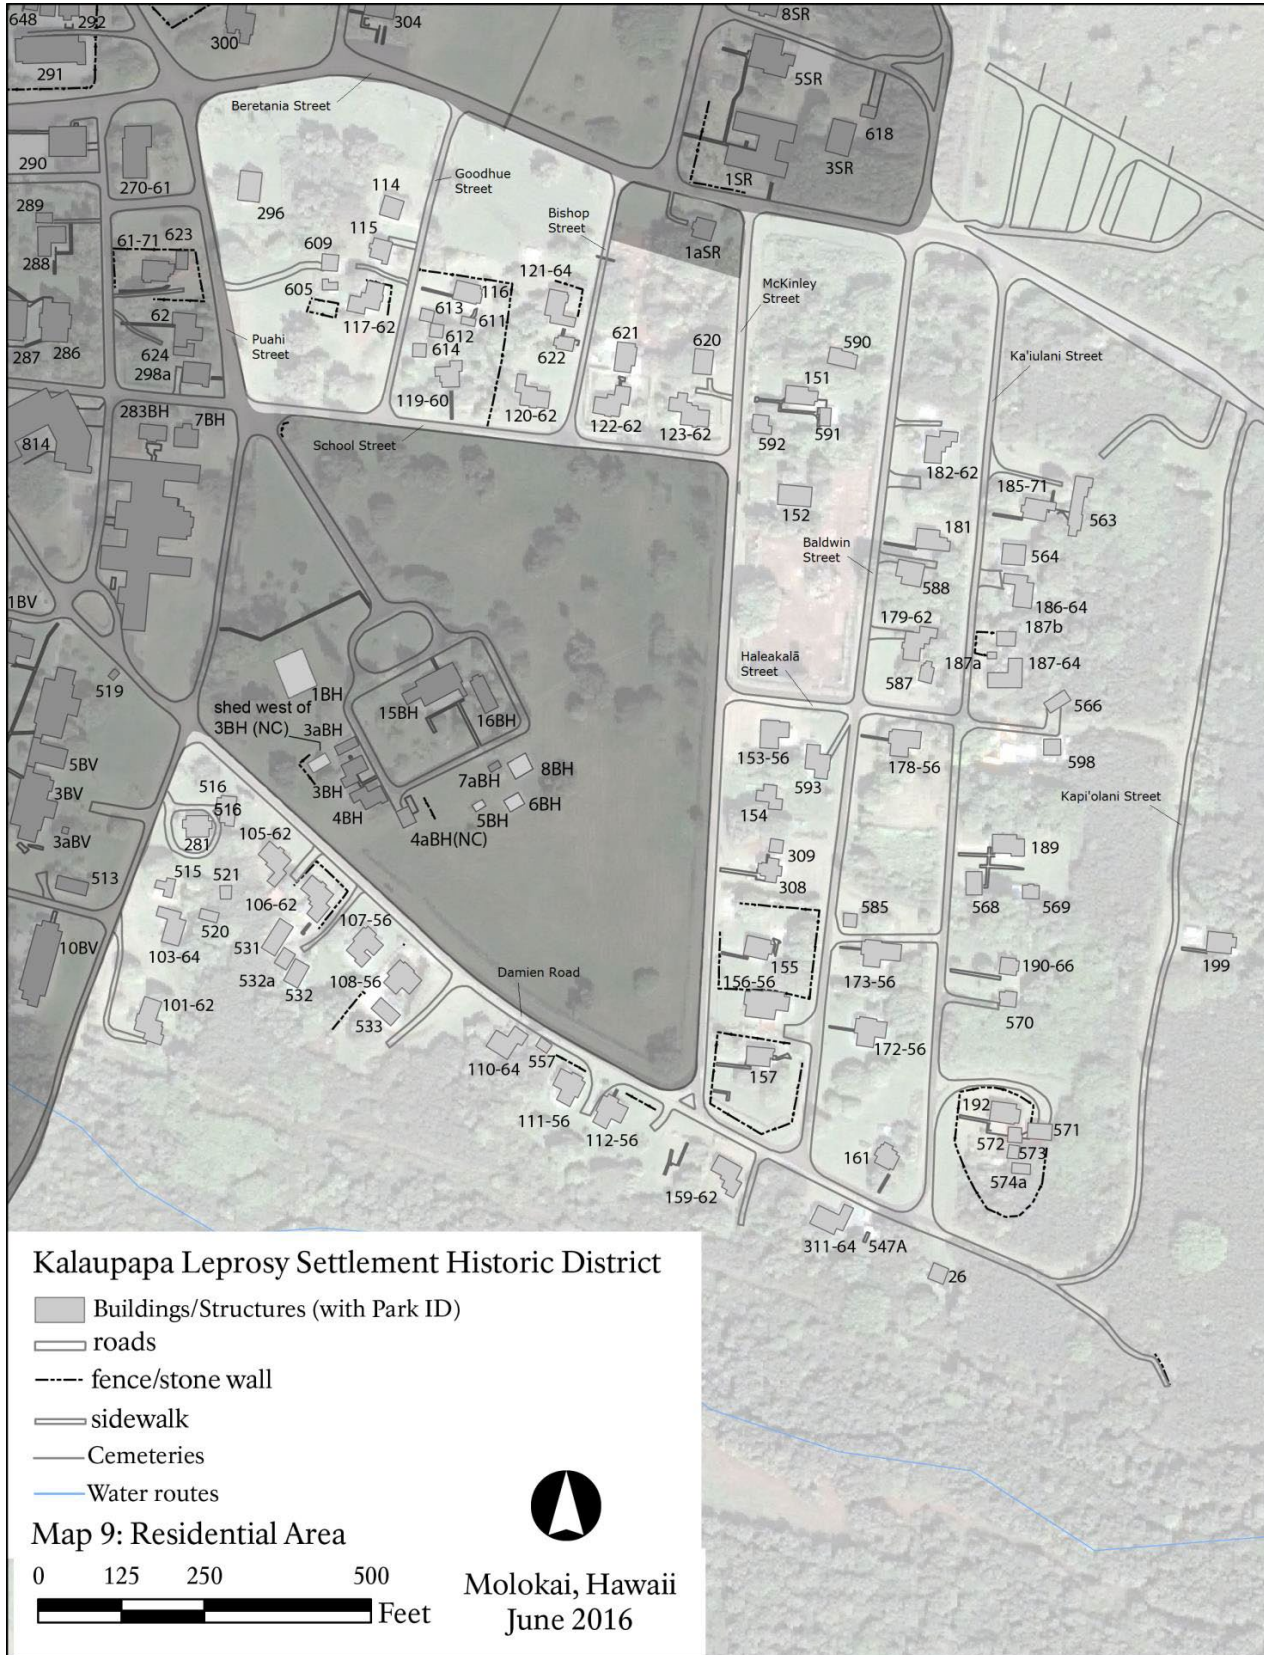 648
292
304
8SR
300
291
5SR
Beretania Street
618
290
270-61
3SR
1SR
Goodhue
Street
114
296
289
Bishop
Street
115
1aSR
61-71
623
609
288
121-64
McKinley
Street
605
116
613
611
117-62
62
612
590
621
620
Puahi
Street
Ka'iulani Street
287
286
624
614
622
151
298a
119-60
120-62
283BH
7BH
122-62
123-62
592
591
814
School Street
182-62
185-71
152
563
181
Baldwin
Street
564
588
1BV
186-64
179-62
187b
Haleakalā
Street
187a
187-64
519
1BH
587
shed west of
3BH (NC)
15BH
566
3aBH
16BH
153-56
178-56
598
5BV
7aBH
8BH
593
3BV
516
516
3BH
4BH
5BH
6BH
Kapi'olani Street
154
281
105-62
4aBH(NC)
3aBV
309
189
513
515
521
308
106-62
568
569
520
107-56
585
10BV
531
103-64
Damien Road
155
199
532a
108-56
156-56
173-56
190-66
532
101-62
533
570
172-56
557
110-64
157
111-56
192
571
112-56
572
573
161
574a
159-62
311-64
547A
26
Kalaupapa Leprosy Settlement Historic District
Buildings/Structures (with Park ID)
roads
fence/stone wall
sidewalk
Cemeteries
Water routes
Map 9: Residential Area
0 125 250 500
Feet
Molokai, Hawaii
June 2016